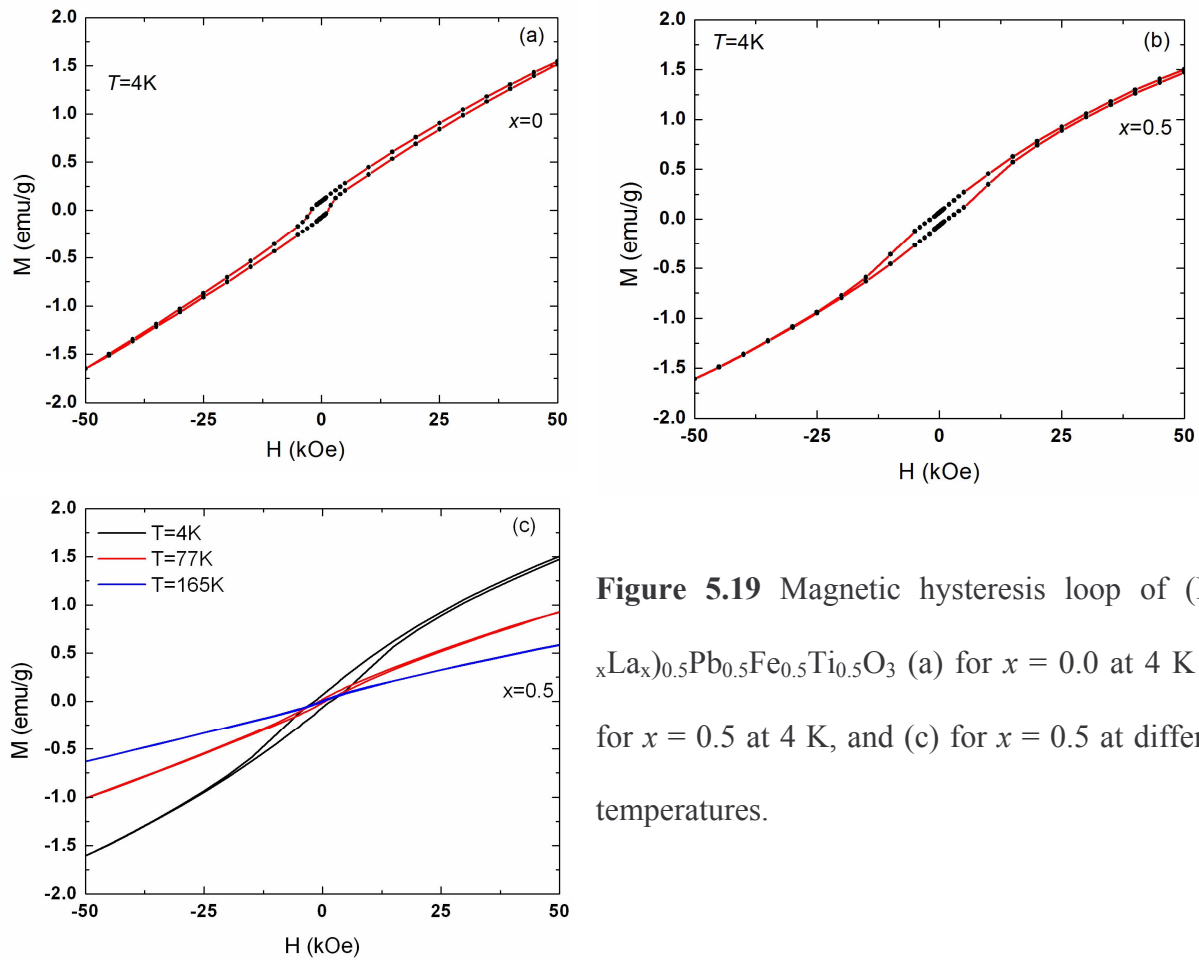 (a)
T=4K
x=0
2.0
1.5
1.0
0.5
0.0
-0.5
-1.0
-1.5
-2.0
M (emu/g)
-50 -25 0 25 50
H (kOe)
(b)
T=4K
x=0.5
2.0
1.5
1.0
0.5
0.0
-0.5
-1.0
-1.5
-2.0
M (emu/g)
-50 -25 0 25 50
H (kOe)
(c)
T=4K
T=77K
T=165K
x=0.5
2.0
1.5
1.0
0.5
0.0
-0.5
-1.0
-1.5
-2.0
M (emu/g)
-50 -25 0 25 50
H (kOe)
Figure 5.19 Magnetic hysteresis loop of (
ₓLaₓ)₀.₅Pb₀.₅Fe₀.₅Ti₀.₅O₃ (a) for x = 0.0 at 4 K
for x = 0.5 at 4 K, and (c) for x = 0.5 at differ
temperatures.